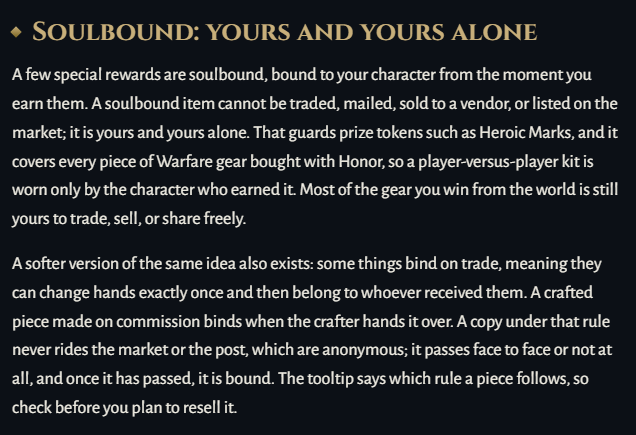 Soulbound: yours and yours alone
A few special rewards are soulbound, bound to your character from the moment you
earn them. A soulbound item cannot be traded, mailed, sold to a vendor, or listed on the
market; it is yours and yours alone. That guards prize tokens such as Heroic Marks, and it
covers every piece of Warfare gear bought with Honor, so a player-versus-player kit is
worn only by the character who earned it. Most of the gear you win from the world is still
yours to trade, sell, or share freely.
A softer version of the same idea also exists: some things bind on trade, meaning they
can change hands exactly once and then belong to whoever received them. A crafted
piece made on commission binds when the crafter hands it over. A copy under that rule
never rides the market or the post, which are anonymous; it passes face to face or not at
all, and once it has passed, it is bound. The tooltip says which rule a piece follows, so
check before you plan to resell it.